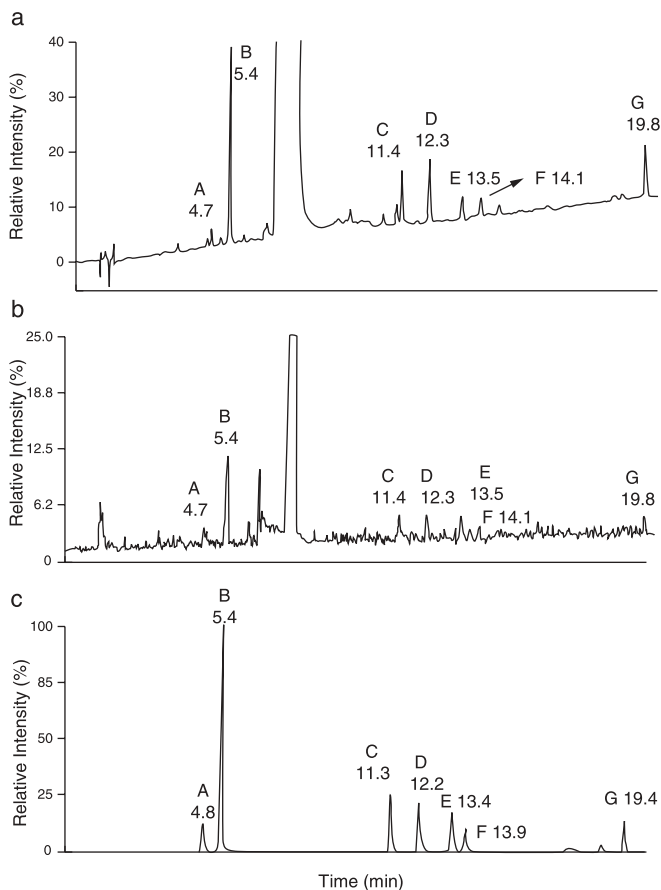 a
Relative Intensity (%)
40
30
20
10
0
A
4.7
B
5.4
C
11.4
D
12.3
E 13.5
F 14.1
G
19.8
b
Relative Intensity (%)
25.0
18.8
12.5
6.2
0
A
4.7
B
5.4
C
11.4
D
12.3
E
13.5
F 14.1
G
19.8
c
Relative Intensity (%)
100
85
50
25
0
A
4.8
B
5.4
C
11.3
D
12.2
E 13.4
F 13.9
G 19.4
Time (min)